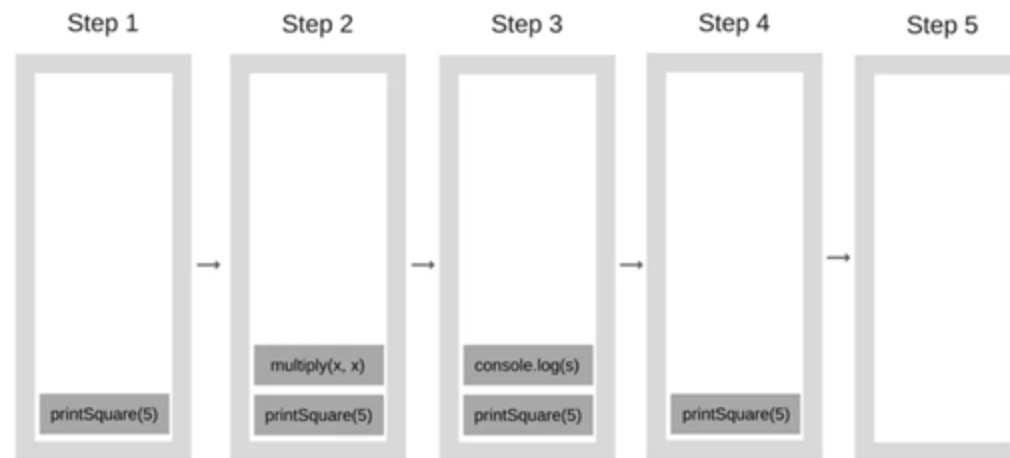 Step 1
Step 2
Step 3
Step 4
Step 5
→
→
→
→
multiply(x, x)
console.log(s)
printSquare(5)
printSquare(5)
printSquare(5)
printSquare(5)